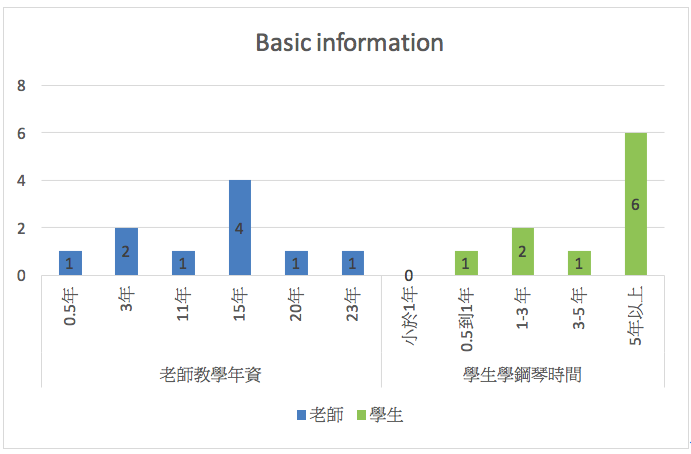 Basic information
8
6
4
2
0
1
2
1
4
1
1
0
1
2
1
6
0.5年
3年
11年
15年
20年
23年
小於1年
0.5到1年
1-3 年
3-5 年
5年以上
老師教學年資
學生學鋼琴時間
老師 學生